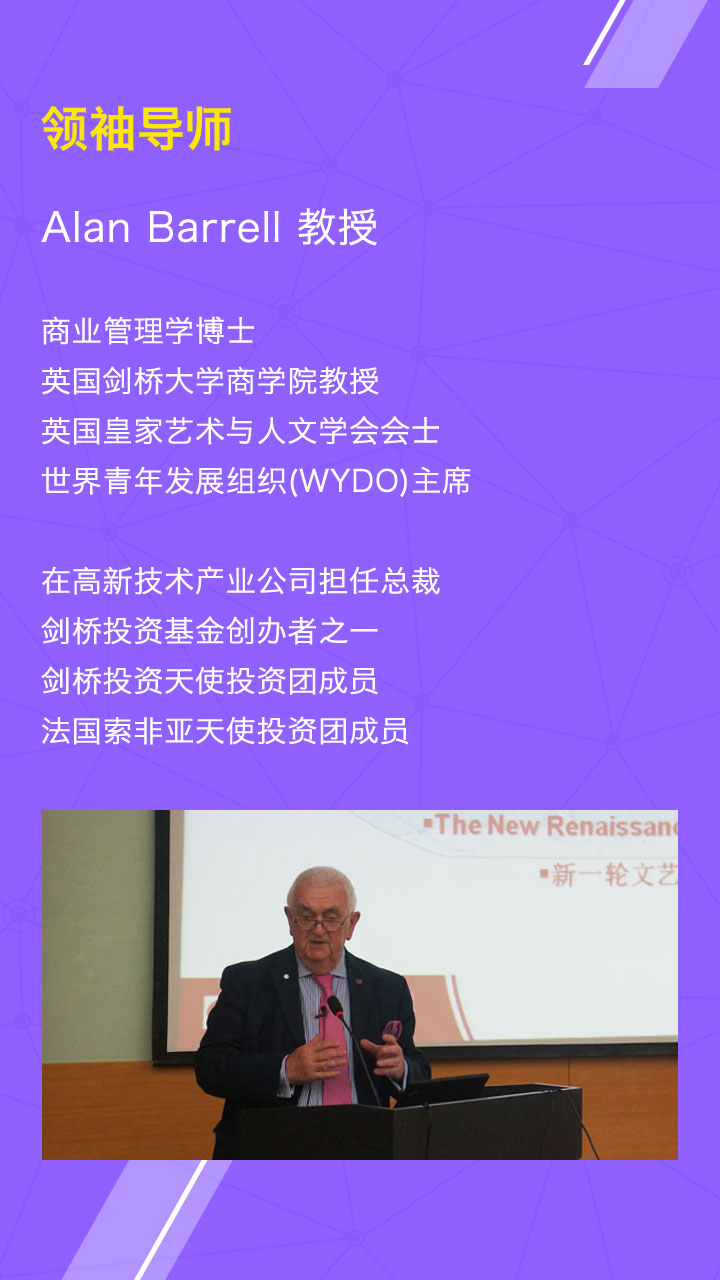 领袖导师
Alan Barrell 教授
商业管理学博士
英国剑桥大学商学院教授
英国皇家艺术与人文学会会士
世界青年发展组织(WYDO)主席
在高新技术产业公司担任总裁
剑桥投资基金创办者之一
剑桥投资天使投资团成员
法国索非亚天使投资团成员
▪The New Renaissanc
▪新一轮文艺